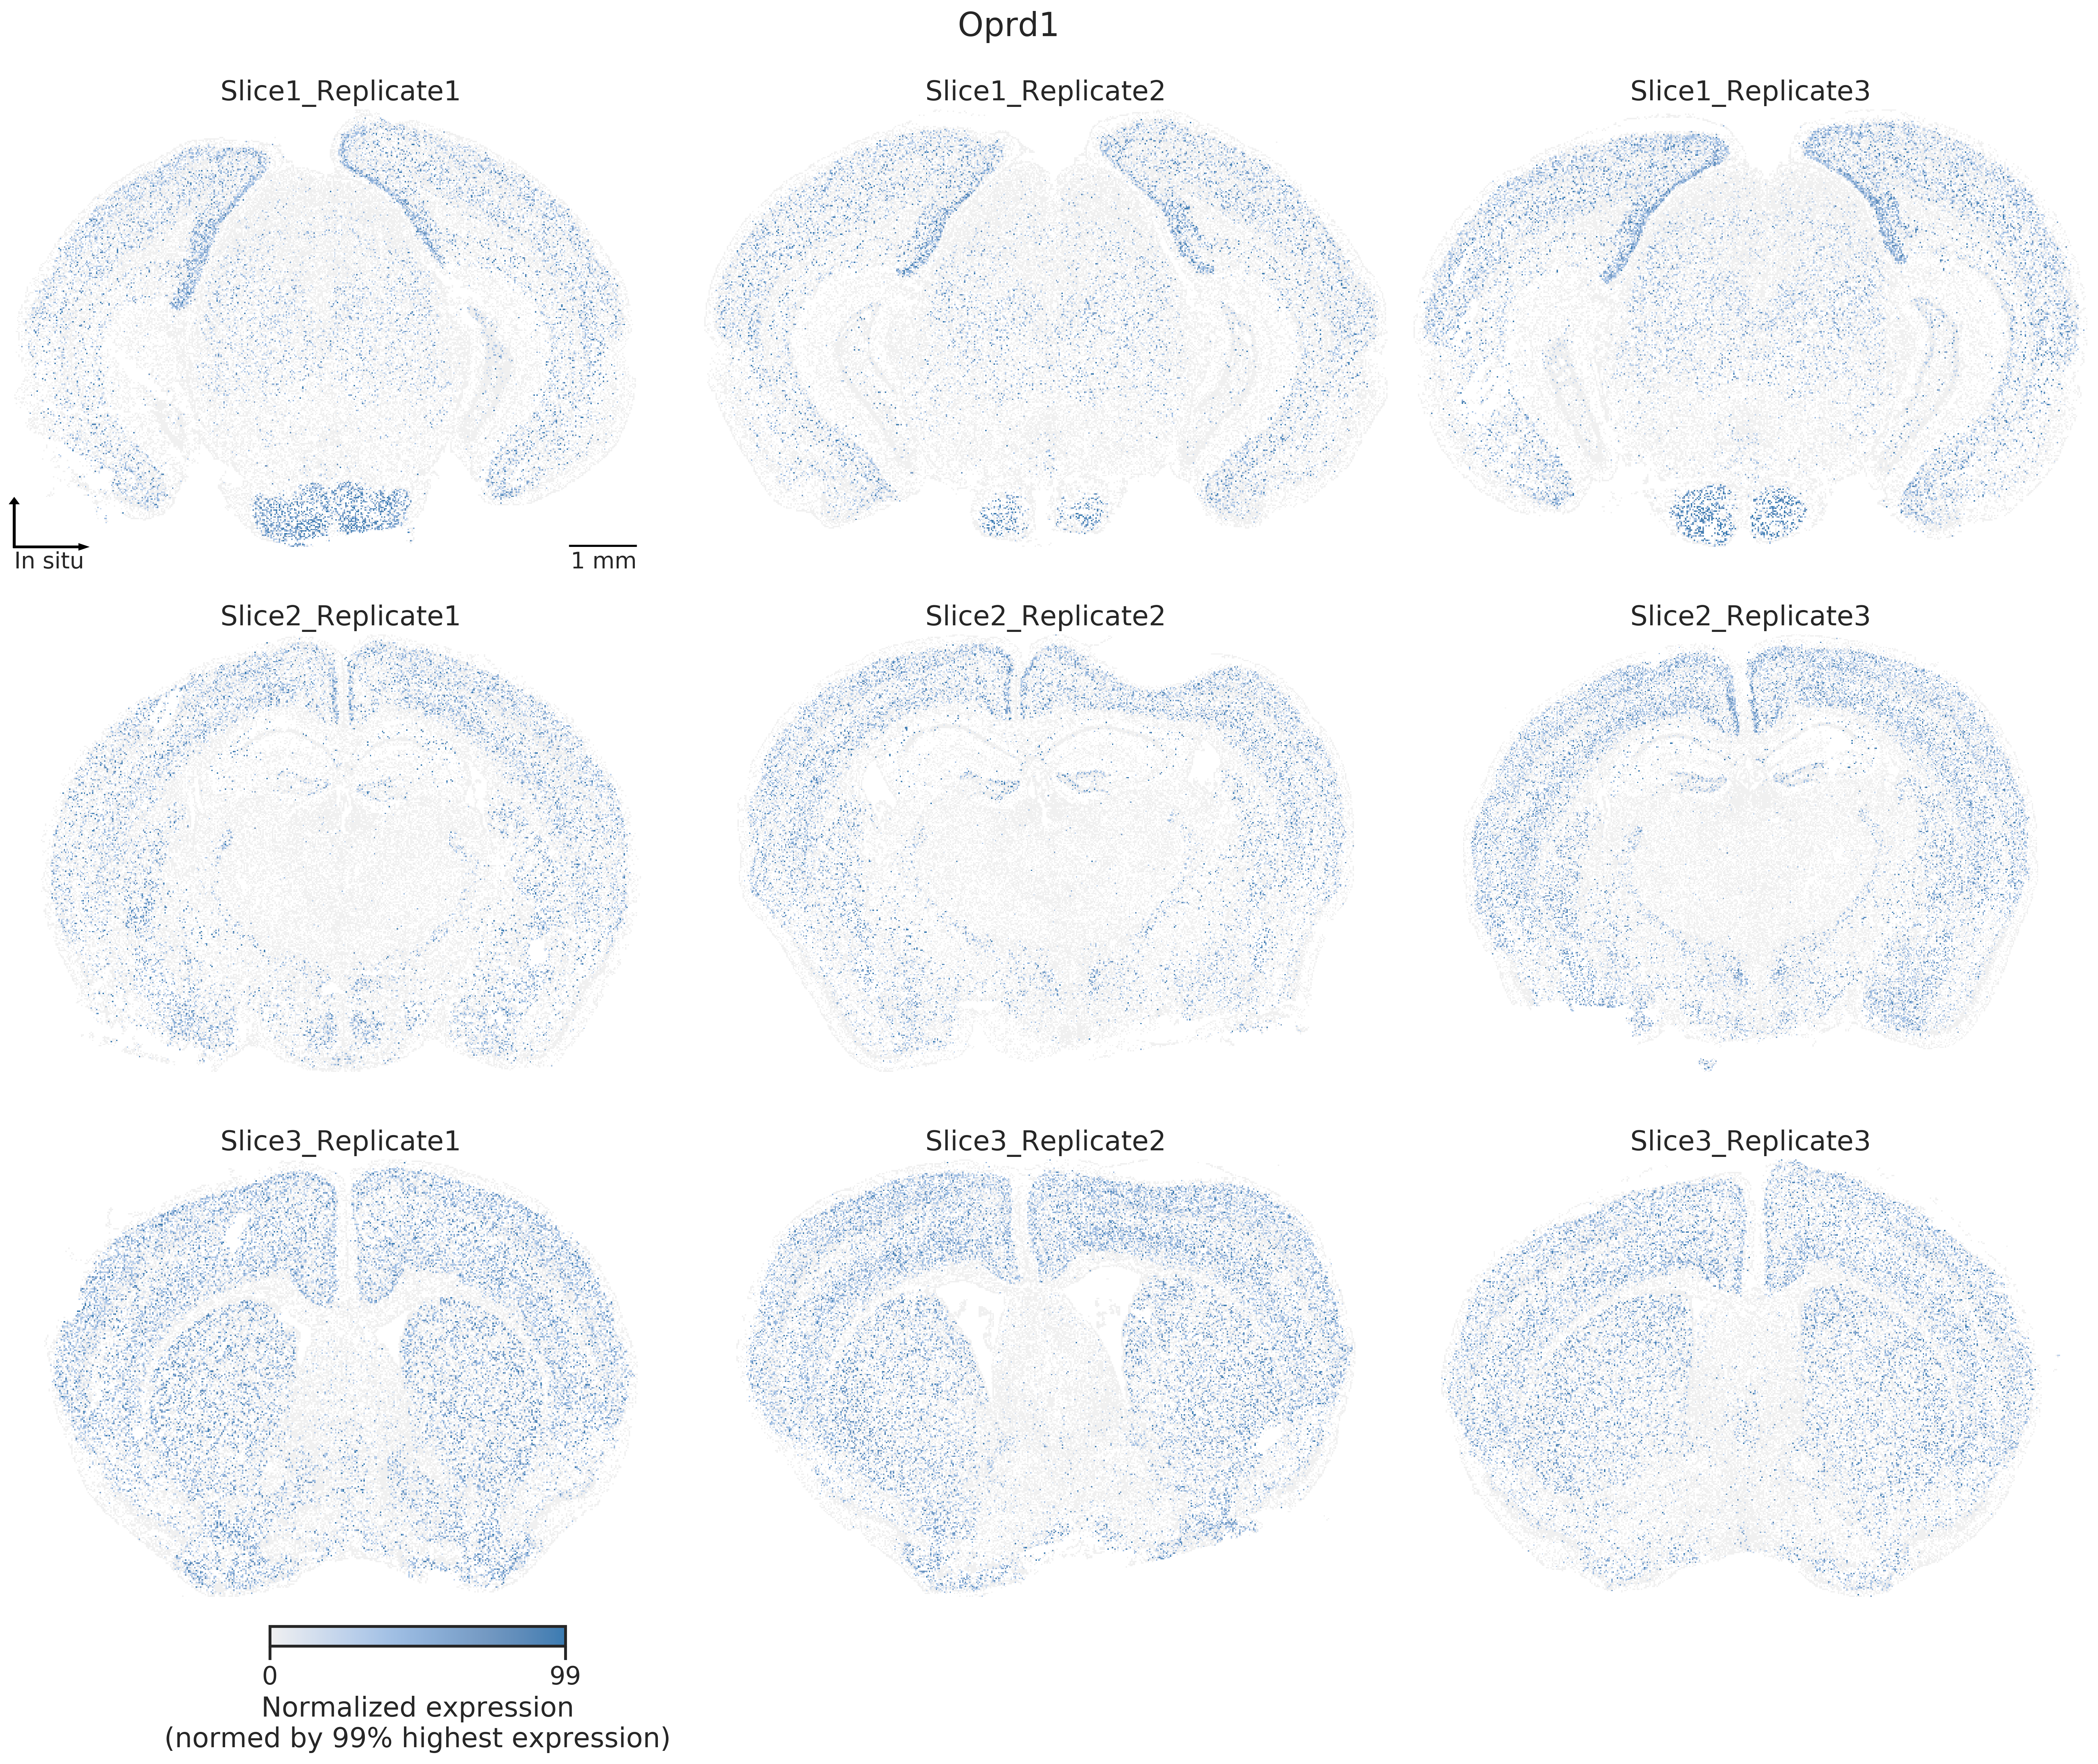 Oprd1
Slice1_Replicate1
Slice1_Replicate2
Slice1_Replicate3
In situ
1 mm
Slice2_Replicate1
Slice2_Replicate2
Slice2_Replicate3
Slice3_Replicate1
Slice3_Replicate2
Slice3_Replicate3
0
99
Normalized expression
(normed by 99% highest expression)